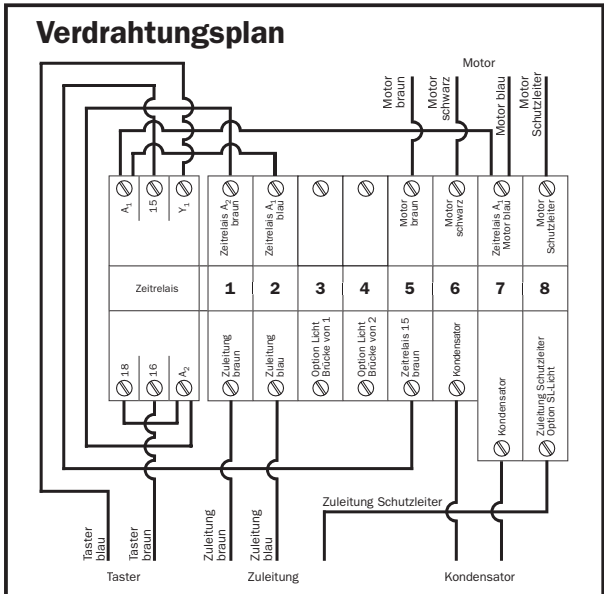 Verdrahtungsplan
Motor
Motor
braun
Motor
schwarz
Motor blau
Motor
Schutzleiter
A1
15
Y1
Zeitrelais A2
braun
Zeitrelais A1
blau
Motor
braun
Motor
schwarz
Zeitrelais A1
Motor blau
Motor
Schutzleiter
Zeitrelais
1
2
3
4
5
6
7
8
18
16
A2
Zuleitung
braun
Zuleitung
blau
Option Licht
Brücke von 1
Option Licht
Brücke von 2
Zeitrelais 15
braun
Kondensator
Kondensator
Zuleitung Schutzleiter
Option SL-Licht
Zuleitung Schutzleiter
Taster
blau
Taster
braun
Zuleitung
braun
Zuleitung
blau
Taster
Zuleitung
Kondensator